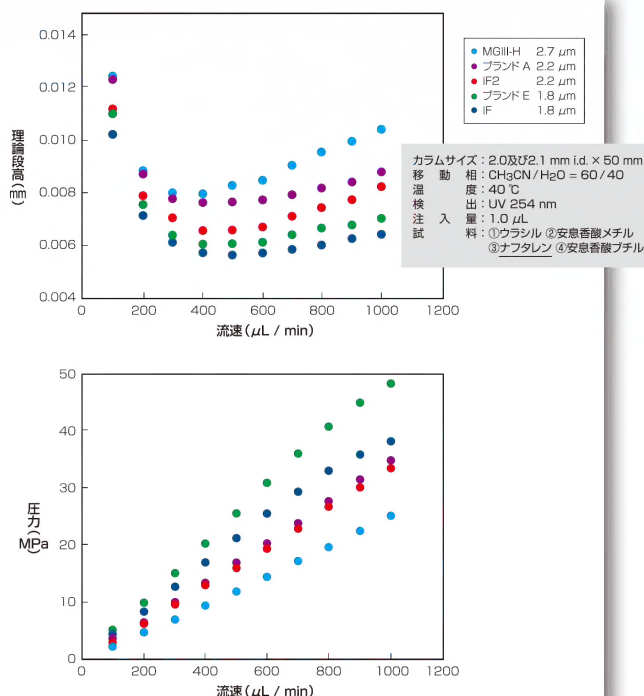 0.014
0.012
0.010
0.008
0.006
0.004
理論段高(mm)
0
200
400
600
800
1000
1200
流速(μL / min)
MGIII-H 2.7 μm
ブランド A 2.2 μm
IF2 2.2 μm
ブランド E 1.8 μm
IF 1.8 μm
カラムサイズ:2.0及び2.1 mm i.d. × 50 mm
移動相:CH3CN / H2O = 60 / 40
温度:40 ℃
検出:UV 254 nm
注入量:1.0 μL
試料:①ウラシル ②安息香酸メチル
③ナフタレン ④安息香酸ブチル
50
40
30
20
10
0
圧力(MPa)
0
200
400
600
800
1000
1200
流速(μL / min)